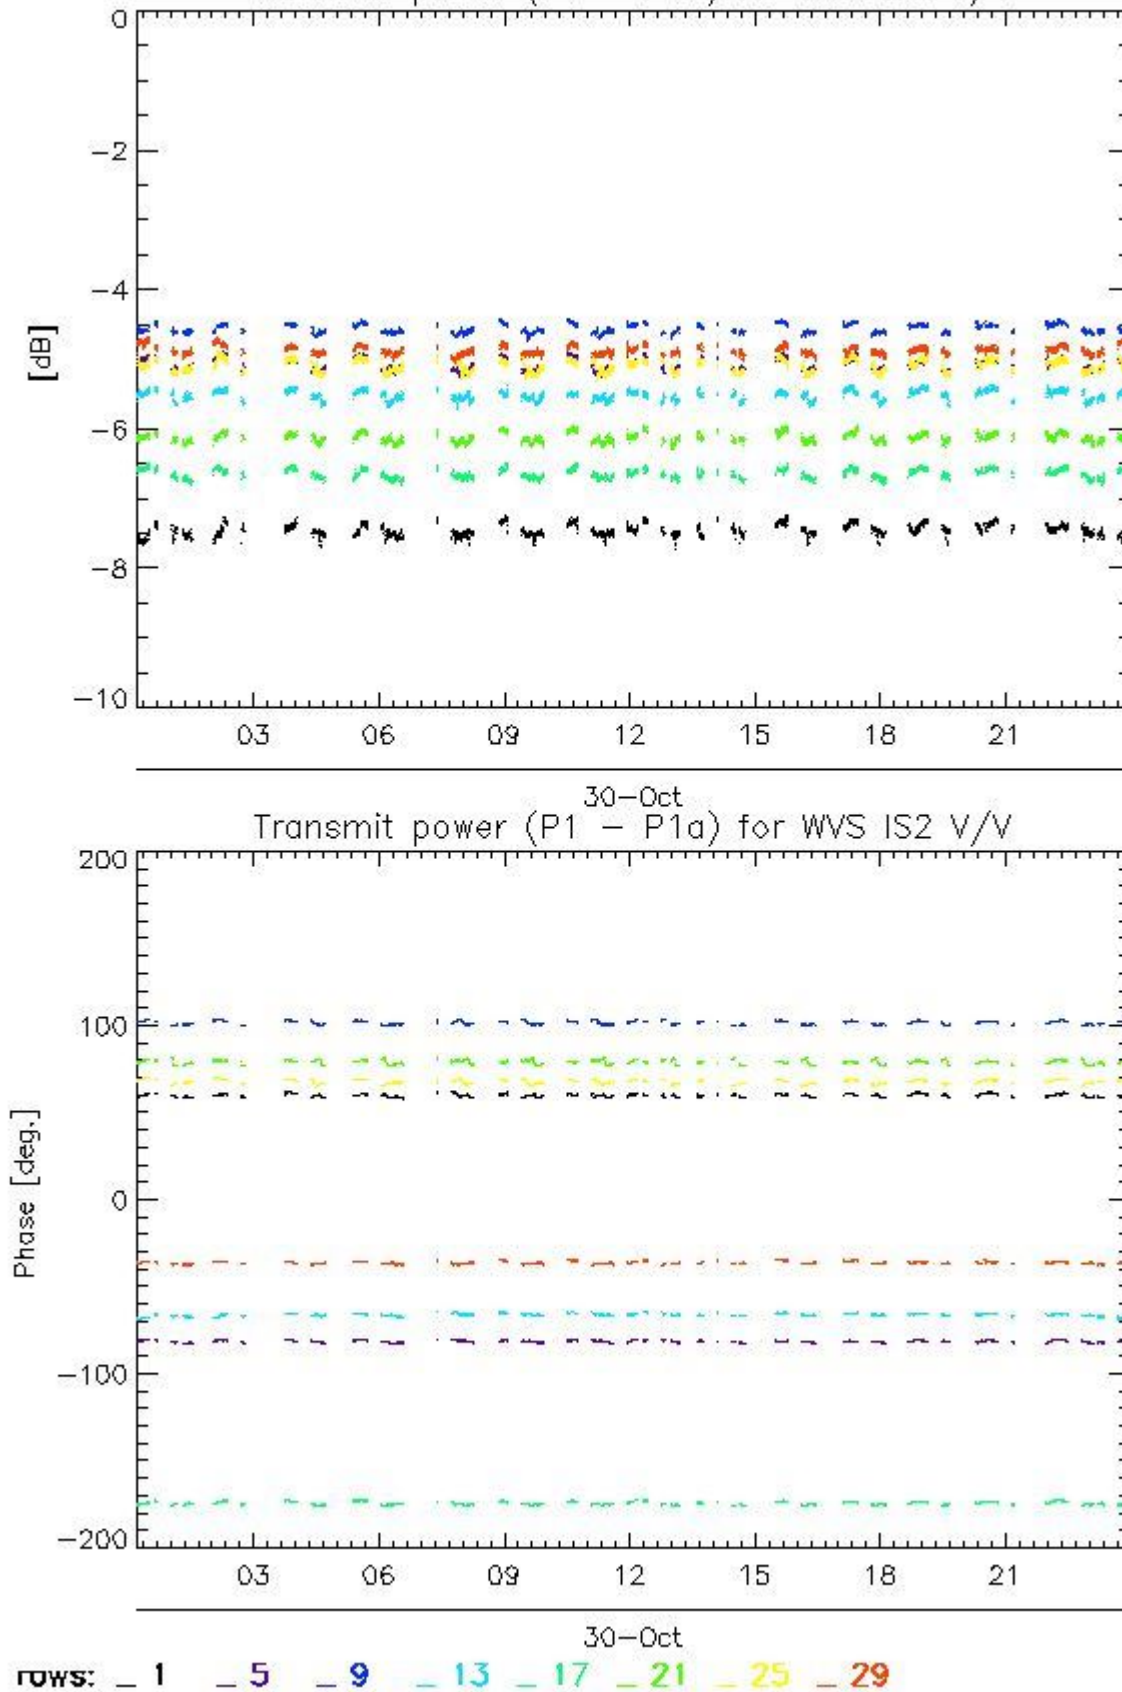 0
-2
-4
[dB]
-6
-8
-10
03 06 09 12 15 18 21
30-Oct
Transmit power (P1 - P1a) for WVS IS2 V/V
200
100
Phase [deg.]
0
-100
-200
03 06 09 12 15 18 21
30-Oct
rows: _ 1 _ 5 _ 9 _ 13 _ 17 _ 21 _ 25 _ 29